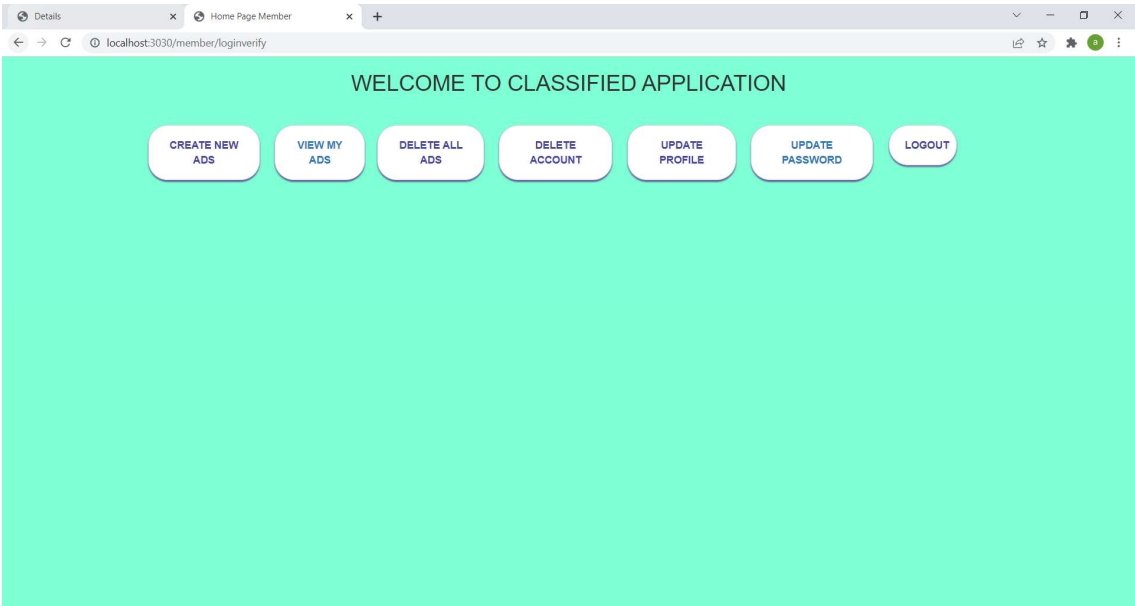 Details
Home Page Member
localhost:3030/member/loginverify
a
WELCOME TO CLASSIFIED APPLICATION
CREATE NEW
ADS
VIEW MY
ADS
DELETE ALL
ADS
DELETE
ACCOUNT
UPDATE
PROFILE
UPDATE
PASSWORD
LOGOUT